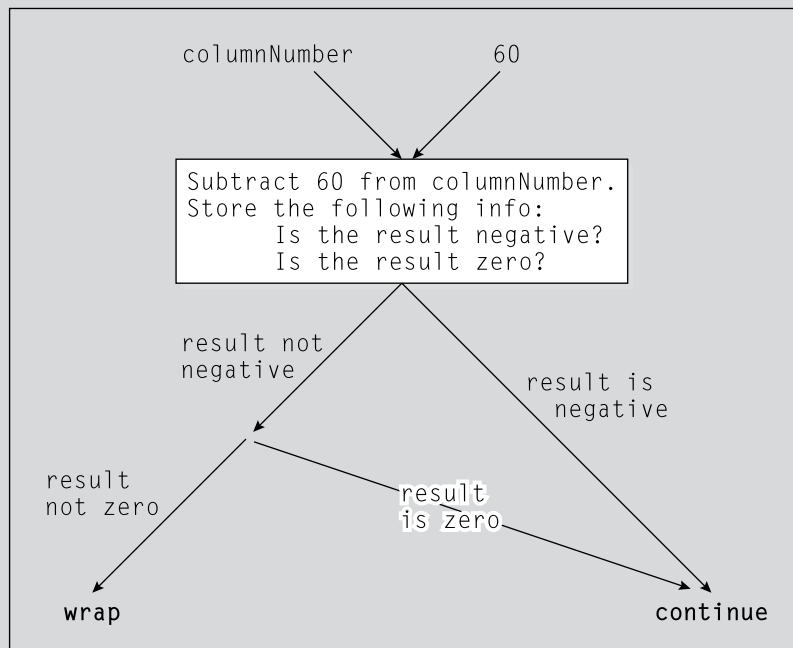 columnNumber
60
Subtract 60 from columnNumber.
Store the following info:
Is the result negative?
Is the result zero?
result not
negative
result is
negative
result
not zero
result
is zero
wrap
continue